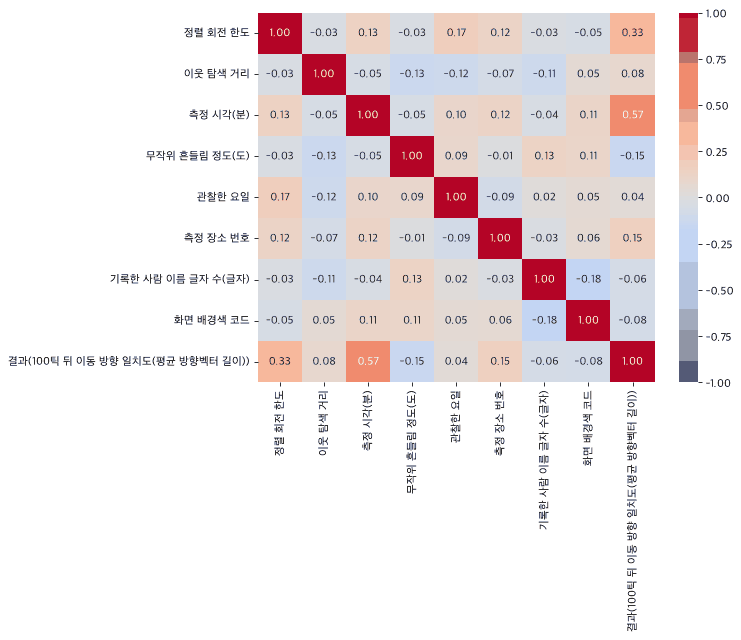 정렬 회전 한도 1.00 -0.03 0.13 -0.03 0.17 0.12 -0.03 -0.05 0.33
이웃 탐색 거리 -0.03 1.00 -0.05 -0.13 -0.12 -0.07 -0.11 0.05 0.08
측정 시각(분) 0.13 -0.05 1.00 -0.05 0.10 0.12 -0.04 0.11 0.57
무작위 흔들림 정도(도) -0.03 -0.13 -0.05 1.00 0.09 -0.01 0.13 0.11 -0.15
관찰한 요일 0.17 -0.12 0.10 0.09 1.00 -0.09 0.02 0.05 0.04
측정 장소 번호 0.12 -0.07 0.12 -0.01 -0.09 1.00 -0.03 0.06 0.15
기록한 사람 이름 글자 수(글자) -0.03 -0.11 -0.04 0.13 0.02 -0.03 1.00 -0.18 -0.06
화면 배경색 코드 -0.05 0.05 0.11 0.11 0.05 0.06 -0.18 1.00 -0.08
결과(100틱 뒤 이동 방향 일치도(평균 방향벡터 길이)) 0.33 0.08 0.57 -0.15 0.04 0.15 -0.06 -0.08 1.00
정렬 회전 한도
이웃 탐색 거리
측정 시각(분)
무작위 흔들림 정도(도)
관찰한 요일
측정 장소 번호
기록한 사람 이름 글자 수(글자)
화면 배경색 코드
결과(100틱 뒤 이동 방향 일치도(평균 방향벡터 길이))
1.00
0.75
0.50
0.25
0.00
-0.25
-0.50
-0.75
-1.00